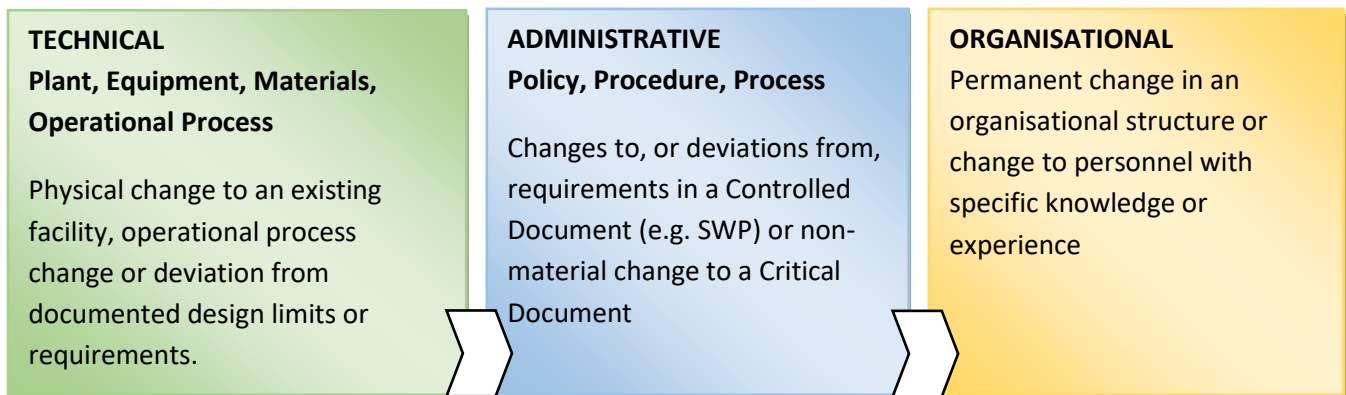 TECHNICAL
Plant, Equipment, Materials,
Operational Process
Physical change to an existing
facility, operational process
change or deviation from
documented design limits or
requirements.
ADMINISTRATIVE
Policy, Procedure, Process
Changes to, or deviations from,
requirements in a Controlled
Document (e.g. SWP) or non-
material change to a Critical
Document
ORGANISATIONAL
Permanent change in an
organisational structure or
change to personnel with
specific knowledge or
experience